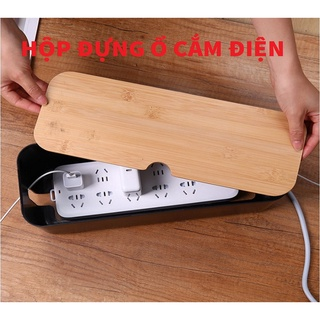 HỘP ĐỰNG Ổ CẮM ĐIỆN